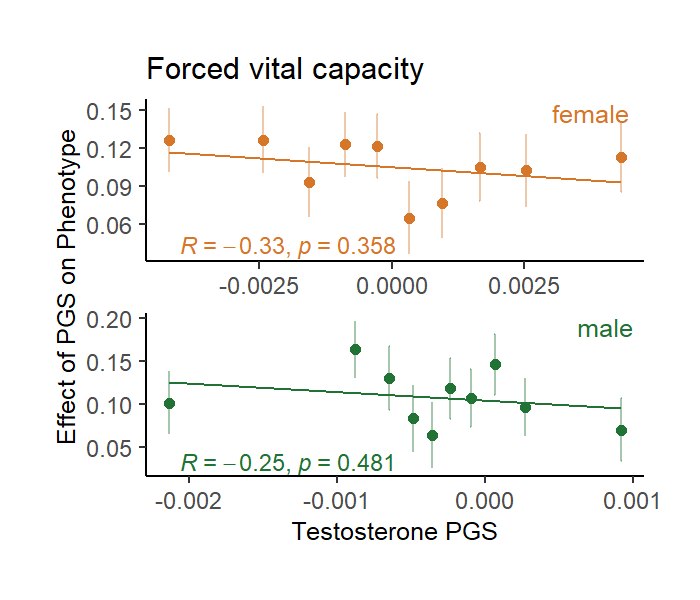 Forced vital capacity
Effect of PGS on Phenotype
0.15
0.12
0.09
0.06
female
R = −0.33, p = 0.358
-0.0025
0.0000
0.0025
0.20
0.15
0.10
0.05
male
R = −0.25, p = 0.481
-0.002
-0.001
0.000
0.001
Testosterone PGS